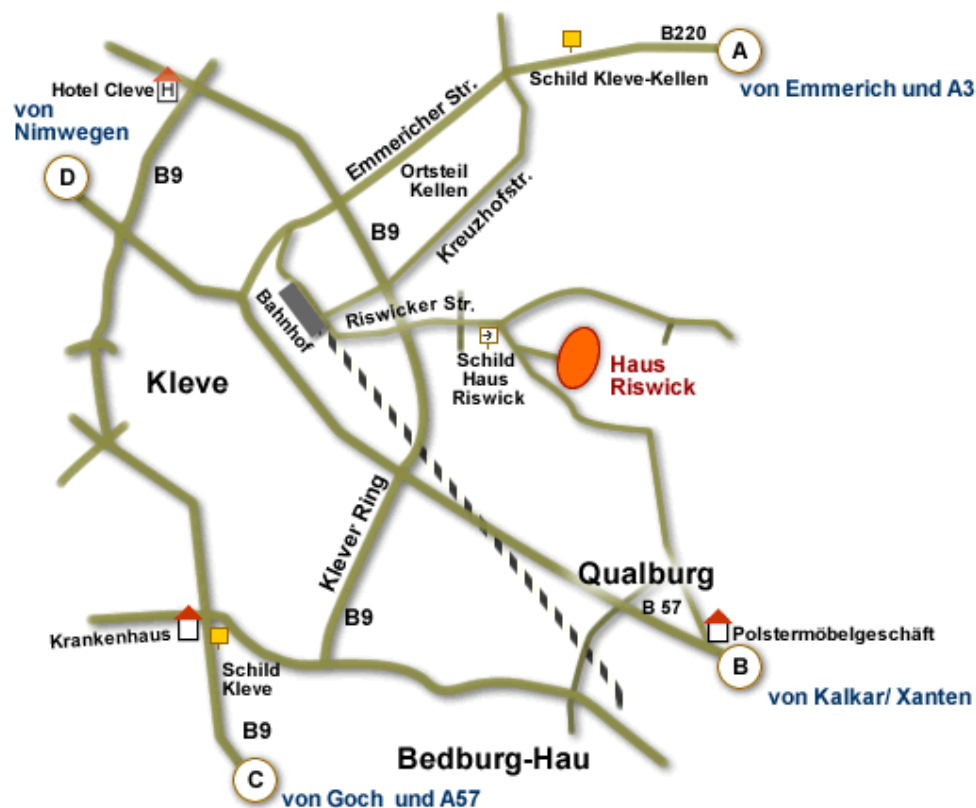 B220
A
Schild Kleve-Kellen
von Emmerich und A3
Hotel Cleve
H
von
Nimwegen
D
B9
Emmericher Str.
Ortsteil
Kellen
Kreuzhofstr.
B9
Bahnhof
Riswicker Str.
Schild
Haus
Riswick
Haus
Riswick
Kleve
Klever Ring
B9
Qualburg
B 57
Polstermöbelgeschäft
B
von Kalkar/ Xanten
Krankenhaus
Schild
Kleve
B9
C
von Goch und A57
Bedburg-Hau